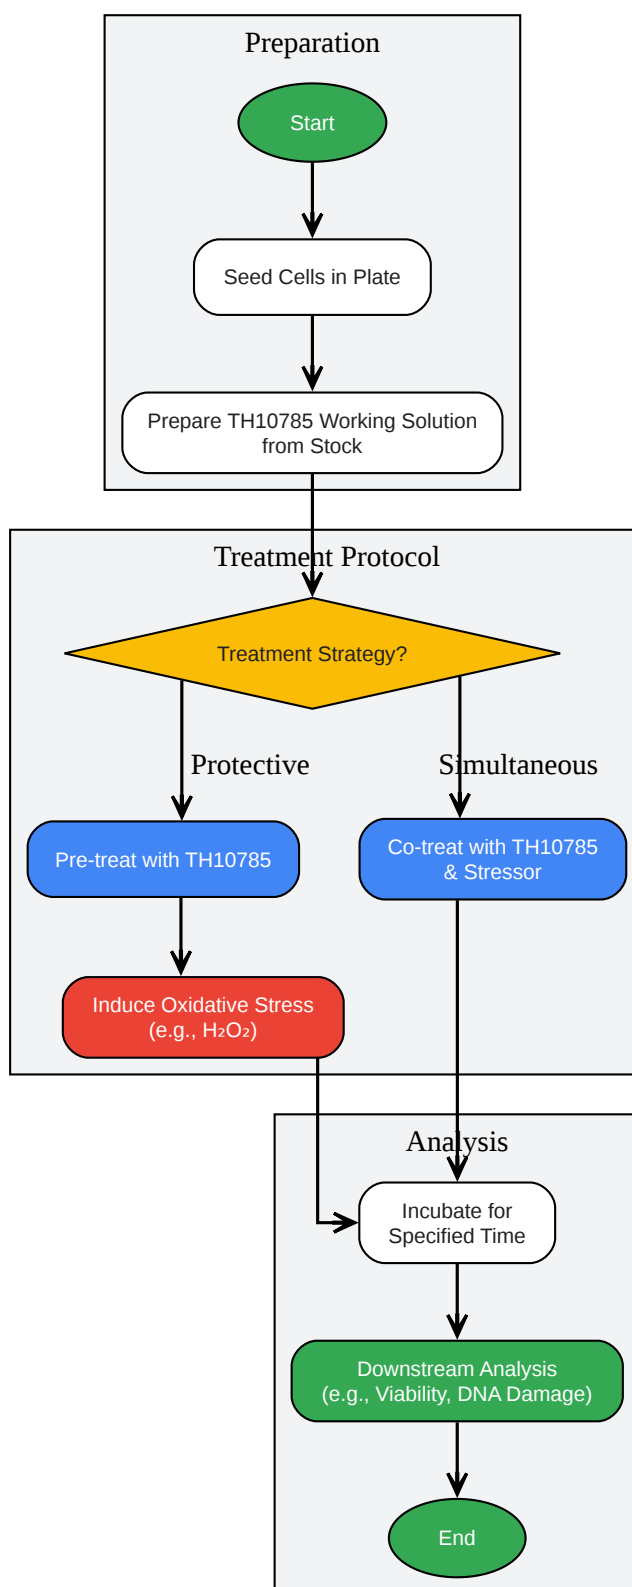 Preparation
Start
Seed Cells in Plate
Prepare TH10785 Working Solution
from Stock
Treatment Protocol
Treatment Strategy?
Protective
Simultaneous
Pre-treat with TH10785
Co-treat with TH10785
& Stressor
Induce Oxidative Stress
(e.g., H₂O₂)
Analysis
Incubate for
Specified Time
Downstream Analysis
(e.g., Viability, DNA Damage)
End